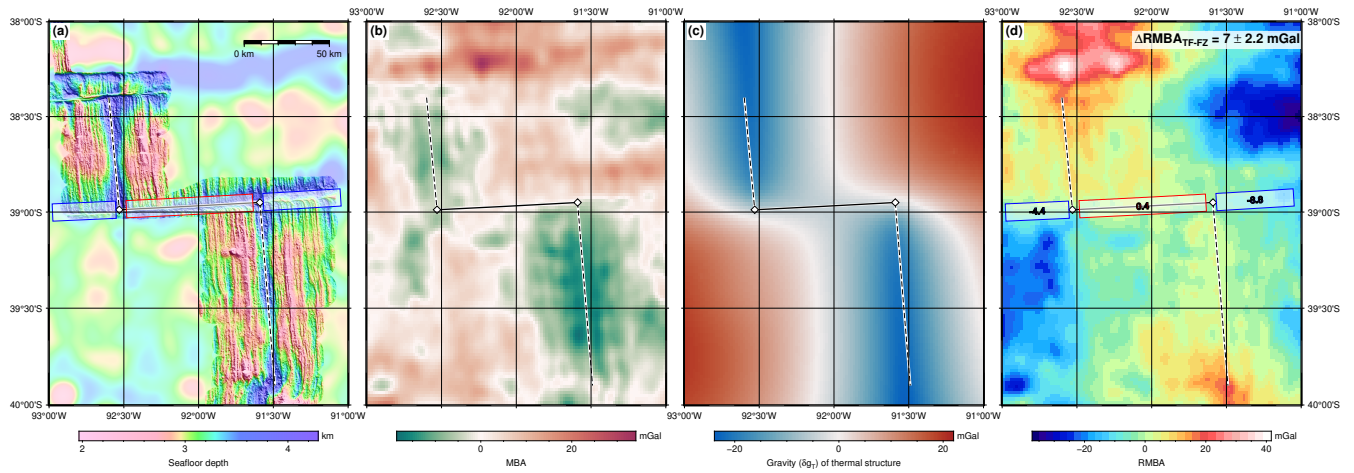 93°00'W 92°30'W 92°00'W 91°30'W 91°00'W
92°30'W 92°00'W 91°30'W 91°00'W
38°00'S
38°30'S
39°00'S
39°30'S
40°00'S
(a)
0 km 50 km
(b)
(c)
(d)
ΔRMBA_TF-FZ = 7 ± 2.2 mGal
-4.4
0.4
38°00'S
38°30'S
39°00'S
39°30'S
40°00'S
93°00'W 92°30'W 92°00'W 91°30'W 91°00'W
93°00'W 92°30'W 92°00'W 91°30'W 91°00'W
km
2 3 4
Seafloor depth
mGal
0 20
MBA
mGal
−20 0 20
Gravity (δg_T) of thermal structure
mGal
−20 0 20 40
RMBA